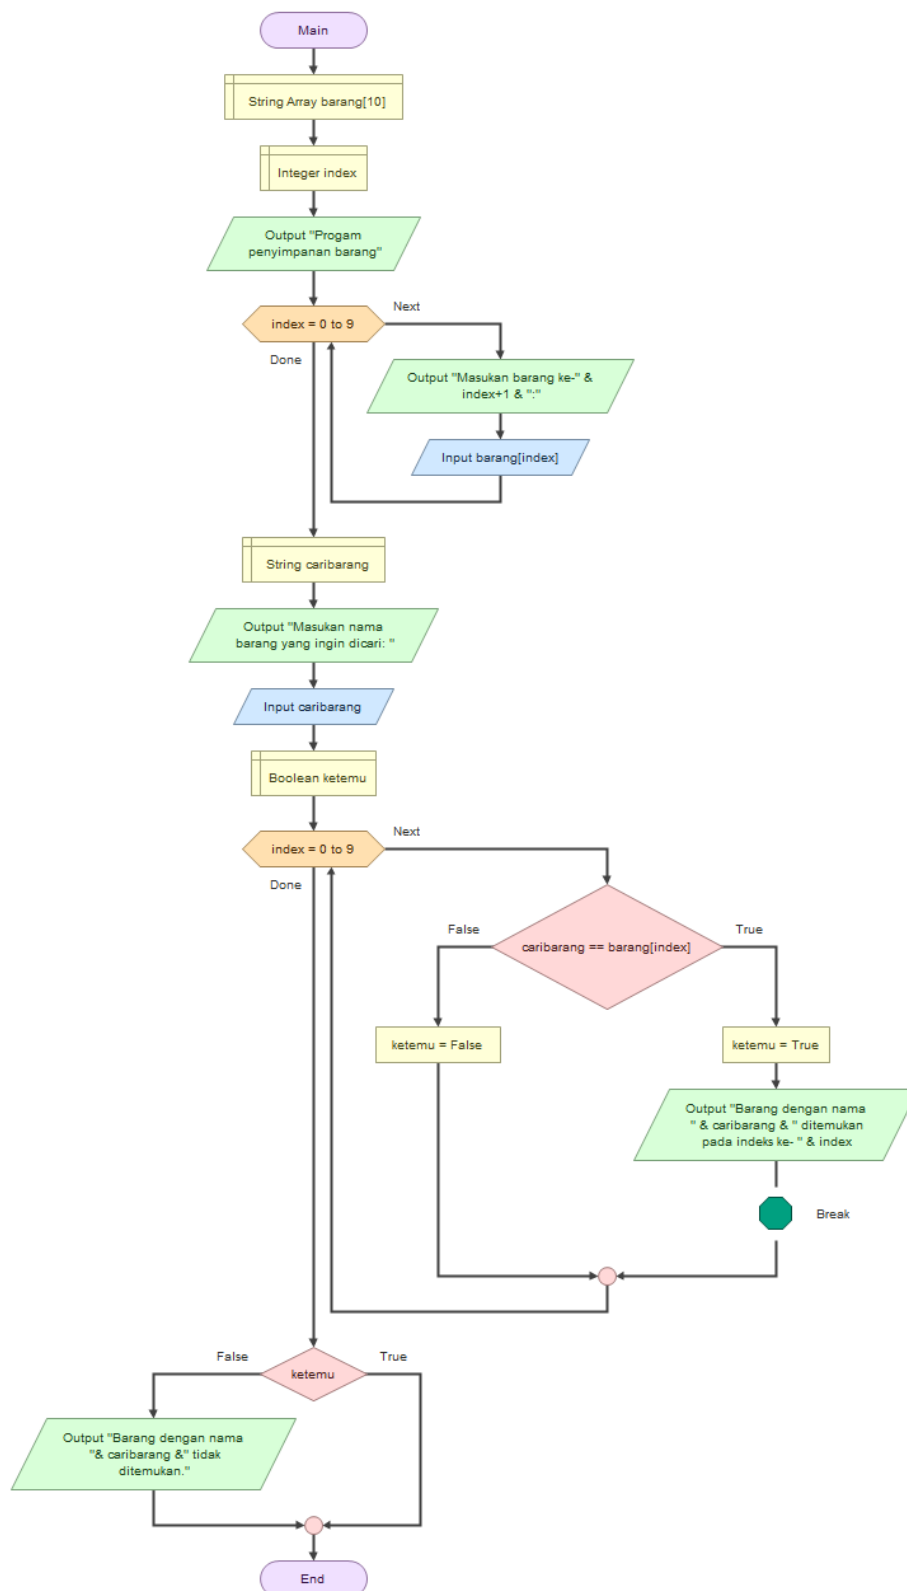 Main
String Array barang[10]
Integer index
Output "Progam
penyimpanan barang"
index = 0 to 9
Next
Done
Output "Masukan barang ke-" &
index+1 & ":"
Input barang[index]
String caribarang
Output "Masukan nama
barang yang ingin dicari: "
Input caribarang
Boolean ketemu
index = 0 to 9
Next
Done
caribarang == barang[index]
False
True
ketemu = False
ketemu = True
Output "Barang dengan nama
" & caribarang & " ditemukan
pada indeks ke- " & index
Break
ketemu
False
True
Output "Barang dengan nama
"& caribarang &" tidak
ditemukan."
End